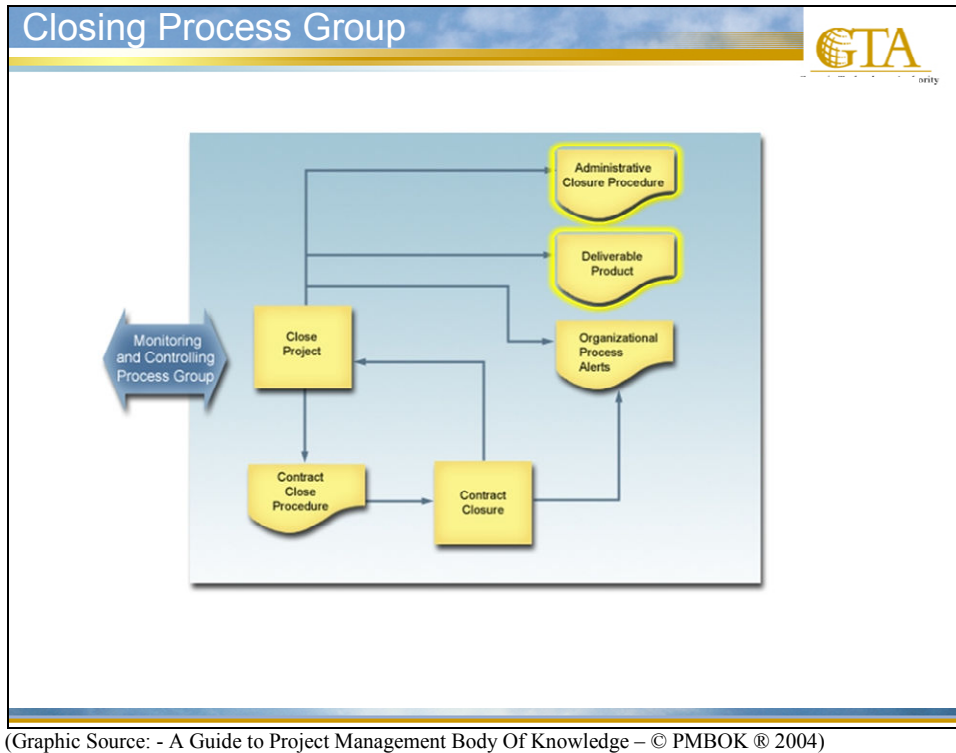 Closing Process Group
GTA
ority
Administrative
Closure Procedure
Deliverable
Product
Organizational
Process
Alerts
Close
Project
Monitoring
and Controlling
Process Group
Contract
Close
Procedure
Contract
Closure
(Graphic Source: - A Guide to Project Management Body Of Knowledge – © PMBOK ® 2004)